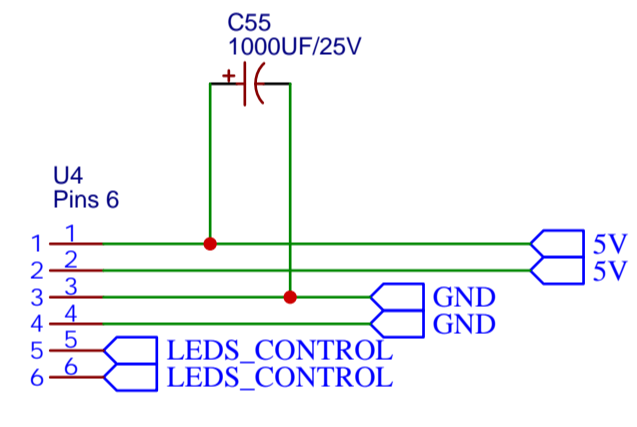 C55
1000UF/25V
+
U4
Pins 6
1 1 5V
2 2 5V
3 3 GND
4 4 GND
5 5 LEDS_CONTROL
6 6 LEDS_CONTROL